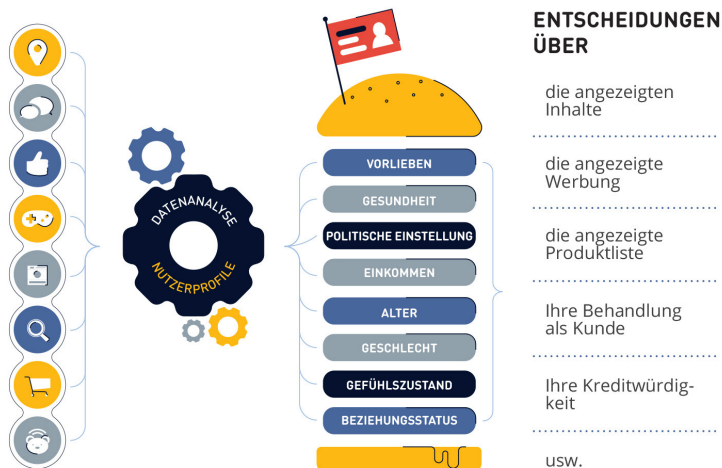 DATENANALYSE
NUTZERPROFILE
VORLIEBEN
GESUNDHEIT
POLITISCHE EINSTELLUNG
EINKOMMEN
ALTER
GESCHLECHT
GEFÜHLSZUSTAND
BEZIEHUNGSSTATUS
ENTSCHEIDUNGEN
ÜBER
die angezeigten
Inhalte
die angezeigte
Werbung
die angezeigte
Produktliste
Ihre Behandlung
als Kunde
Ihre Kreditwürdig-
keit
usw.